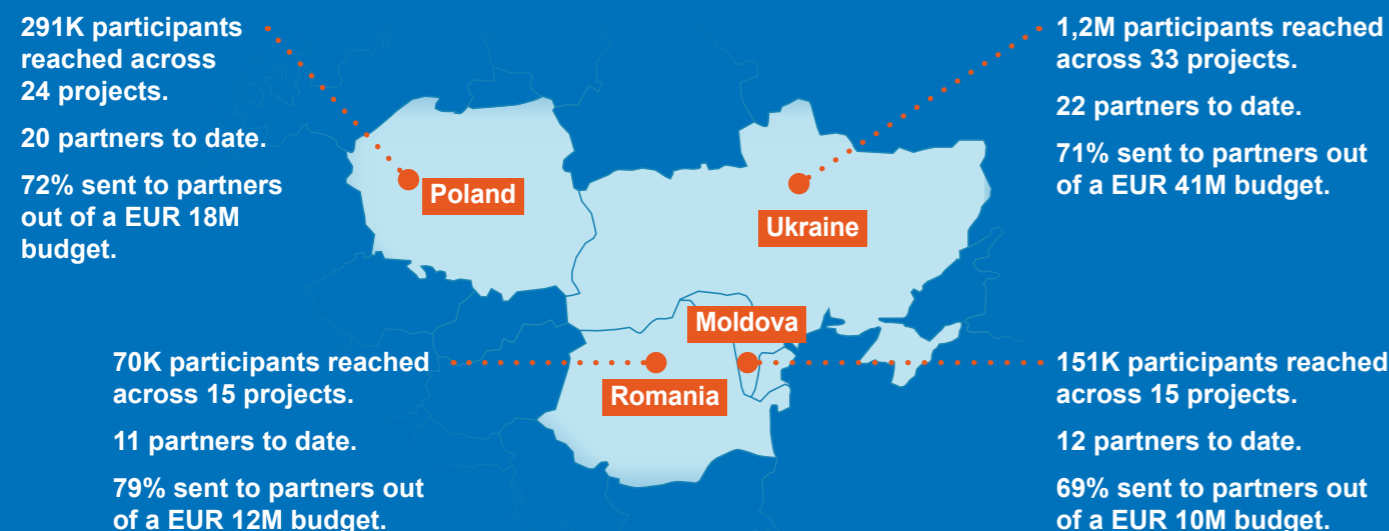 291K participants
reached across
24 projects.
20 partners to date.
72% sent to partners
out of a EUR 18M
budget.
1,2M participants reached
across 33 projects.
22 partners to date.
71% sent to partners out
of a EUR 41M budget.
Poland
Ukraine
Moldova
Romania
70K participants reached
across 15 projects.
11 partners to date.
79% sent to partners out
of a EUR 12M budget.
151K participants reached
across 15 projects.
12 partners to date.
69% sent to partners out
of a EUR 10M budget.